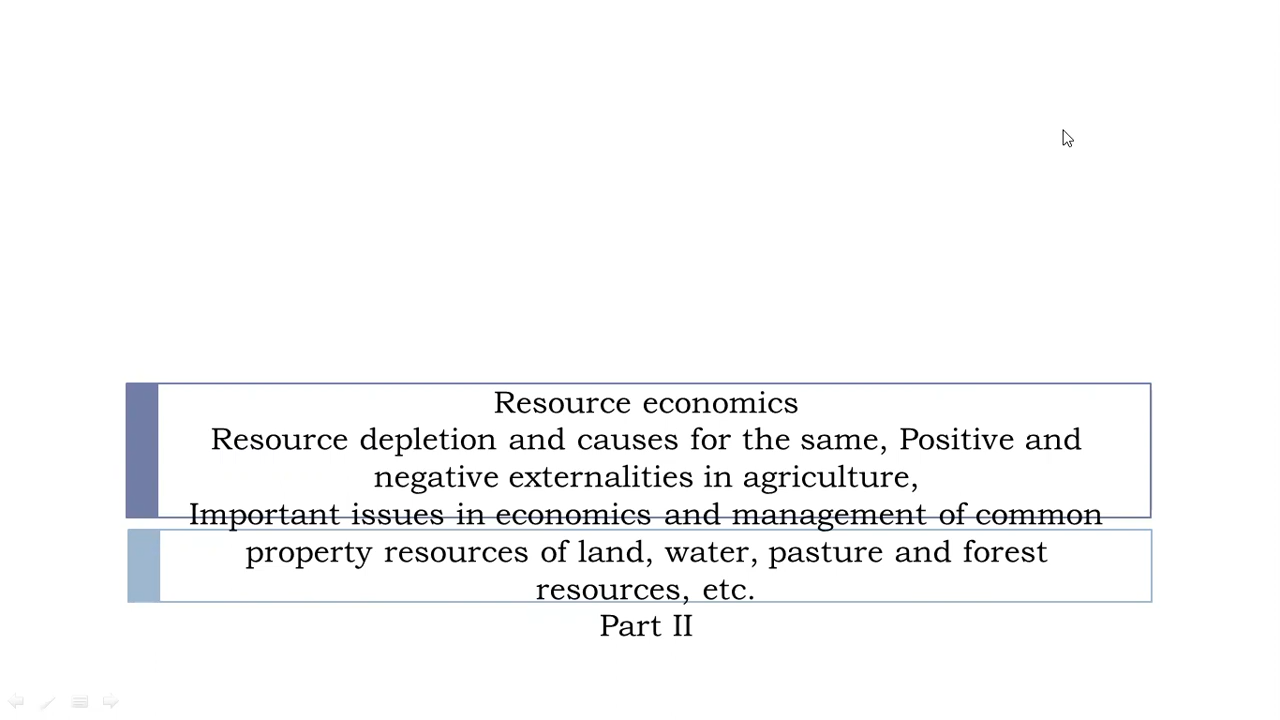 Resource economics
Resource depletion and causes for the same, Positive and
negative externalities in agriculture,
Important issues in economics and management of common
property resources of land, water, pasture and forest
resources, etc.
Part II